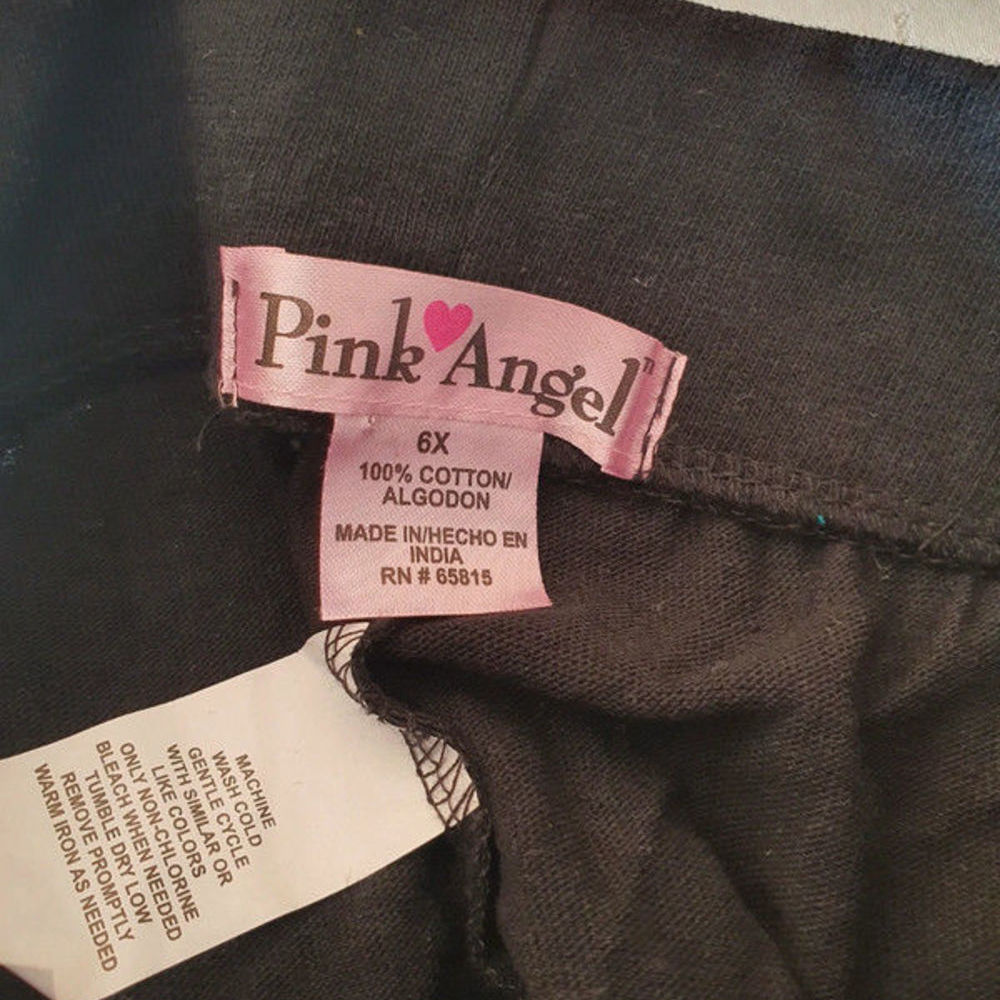 Pink Angel
6X
100% COTTON/
ALGODON
MADE IN/HECHO EN
INDIA
RN # 65815
MACHINE
WASH COLD
GENTLE CYCLE
WITH SIMILAR OR
LIKE COLORS
ONLY NON-CHLORINE
BLEACH WHEN NEEDED
TUMBLE DRY LOW
REMOVE PROMPTLY
WARM IRON AS NEEDED